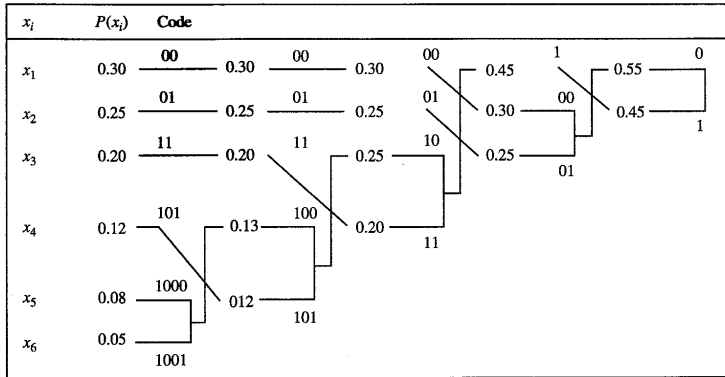 xᵢ P(xᵢ) Code
00 00 00 1 0
x₁ 0.30 0.30 0.30 0.45 0.55
01 01 01 00
x₂ 0.25 0.25 0.25 0.30 0.45
11 11 10 1
x₃ 0.20 0.20 0.25 0.25
01
101 100
x₄ 0.12 0.13 0.20
11
1000
x₅ 0.08 012
101
x₆ 0.05
1001